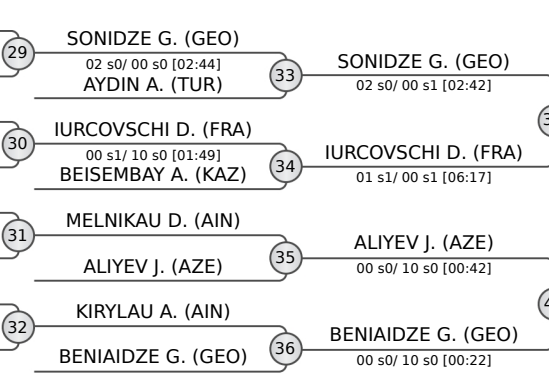 29
SONIDZE G. (GEO)
02 s0/ 00 s0 [02:44]
AYDIN A. (TUR)
33
SONIDZE G. (GEO)
02 s0/ 00 s1 [02:42]
30
IURCOVSCHI D. (FRA)
00 s1/ 10 s0 [01:49]
BEISEMBAY A. (KAZ)
34
IURCOVSCHI D. (FRA)
01 s1/ 00 s1 [06:17]
31
MELNIKAU D. (AIN)
ALIYEV J. (AZE)
35
ALIYEV J. (AZE)
00 s0/ 10 s0 [00:42]
32
KIRYLAU A. (AIN)
BENIAIDZE G. (GEO)
36
BENIAIDZE G. (GEO)
00 s0/ 10 s0 [00:22]